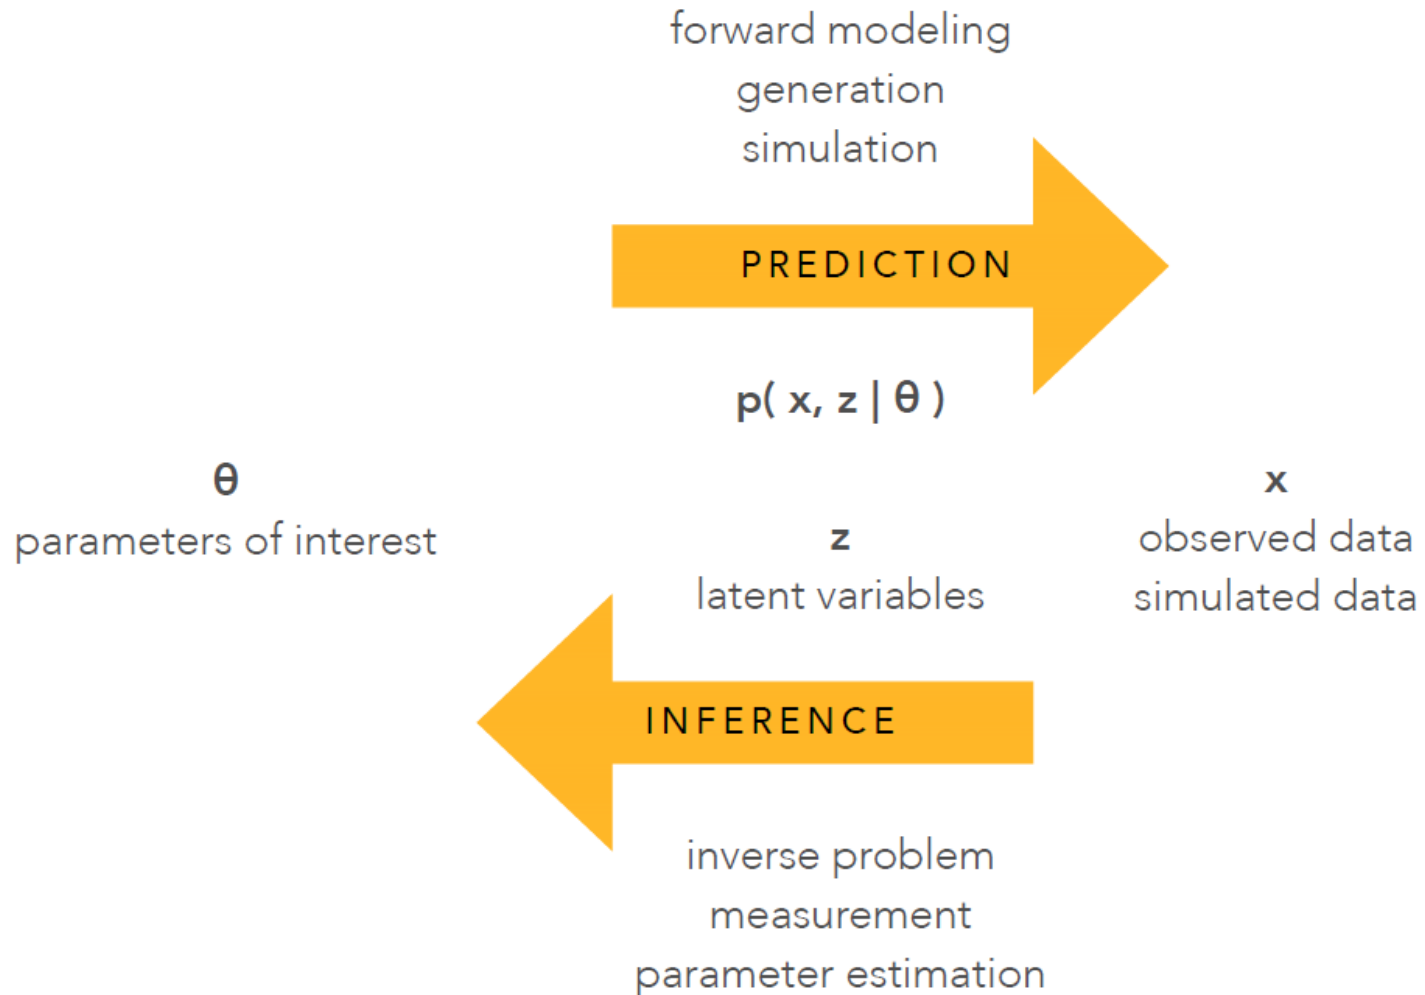 forward modeling
generation
simulation
PREDICTION
p( x, z | θ )
θ
parameters of interest
z
latent variables
x
observed data
simulated data
INFERENCE
inverse problem
measurement
parameter estimation